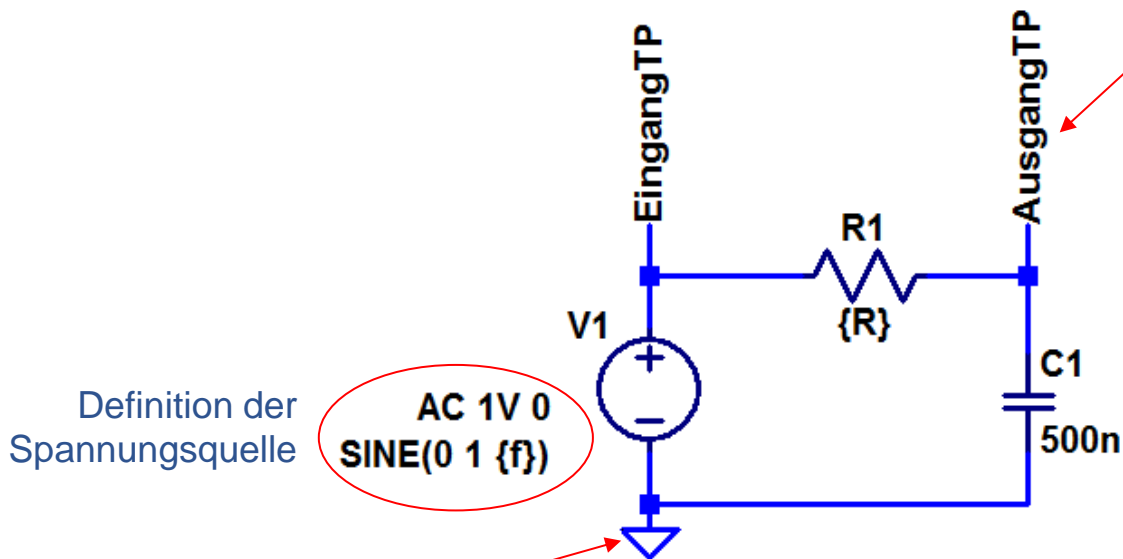 EingangTP
AusgangTP
R1
{R}
V1
C1
500n
Definition der
Spannungsquelle
AC 1V 0
SINE(0 1 {f})